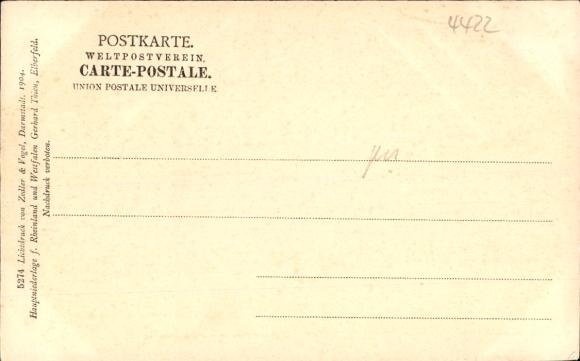 4422
POSTKARTE.
WELTPOSTVEREIN.
CARTE-POSTALE.
UNION POSTALE UNIVERSELLE.
5274 Lichtdruck von Zedler & Vogel, Darmstadt. 1904.
Hauptniederlage f. Rheinland und Westfalen Gerhard Thien, Elberfeld.
Nachdruck verboten.